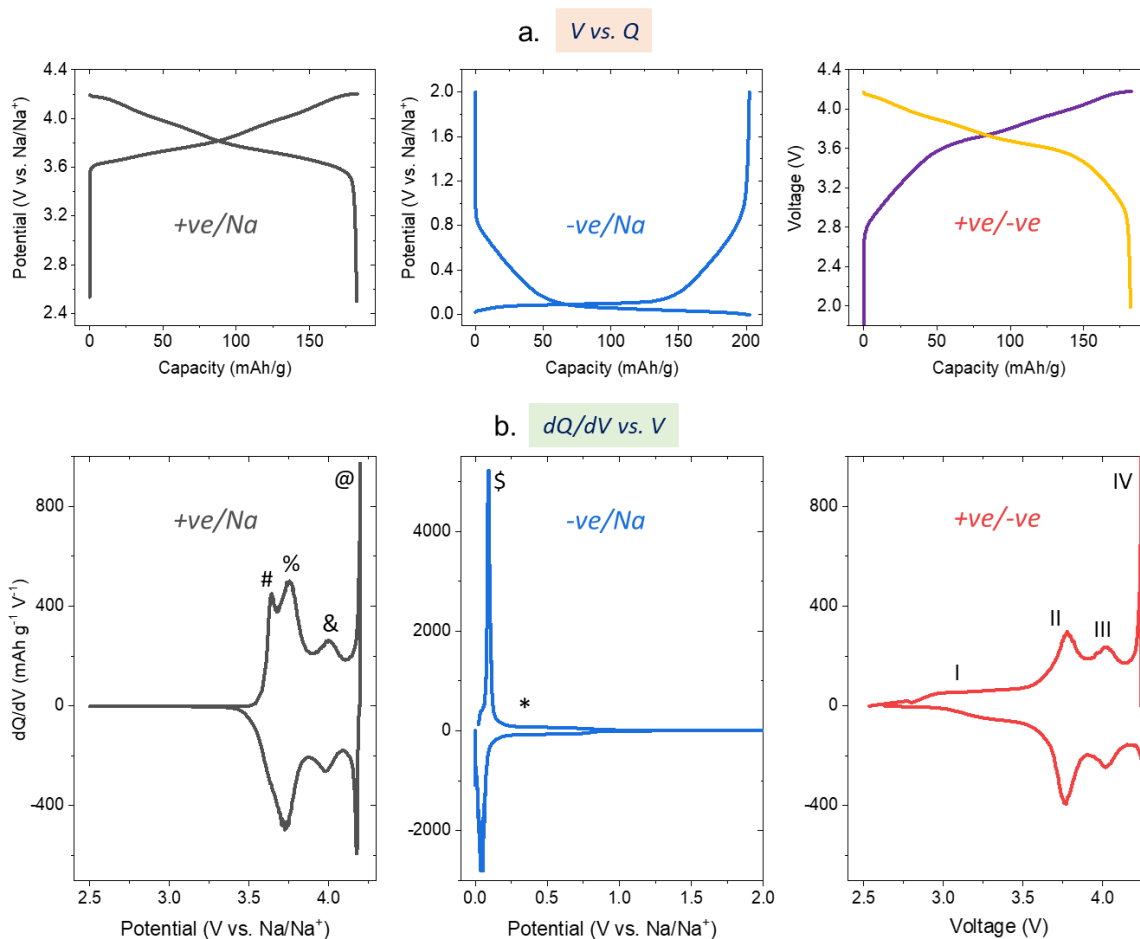 a. V vs. Q
4.4
4.0
3.6
3.2
2.8
2.4
0
50
100
150
Potential (V vs. Na/Na⁺)
Capacity (mAh/g)
+ve/Na
2.0
1.6
1.2
0.8
0.4
0.0
0
50
100
150
200
Potential (V vs. Na/Na⁺)
Capacity (mAh/g)
-ve/Na
4.4
4.0
3.6
3.2
2.8
2.4
2.0
0
50
100
150
Voltage (V)
Capacity (mAh/g)
+ve/-ve
b. dQ/dV vs. V
800
400
0
-400
2.5
3.0
3.5
4.0
dQ/dV (mAh g⁻¹ V⁻¹)
Potential (V vs. Na/Na⁺)
+ve/Na
@
#
%
&
4000
2000
0
-2000
0.0
0.5
1.0
1.5
2.0
Potential (V vs. Na/Na⁺)
-ve/Na
$
*
800
400
0
-400
2.5
3.0
3.5
4.0
Voltage (V)
+ve/-ve
I
II
III
IV